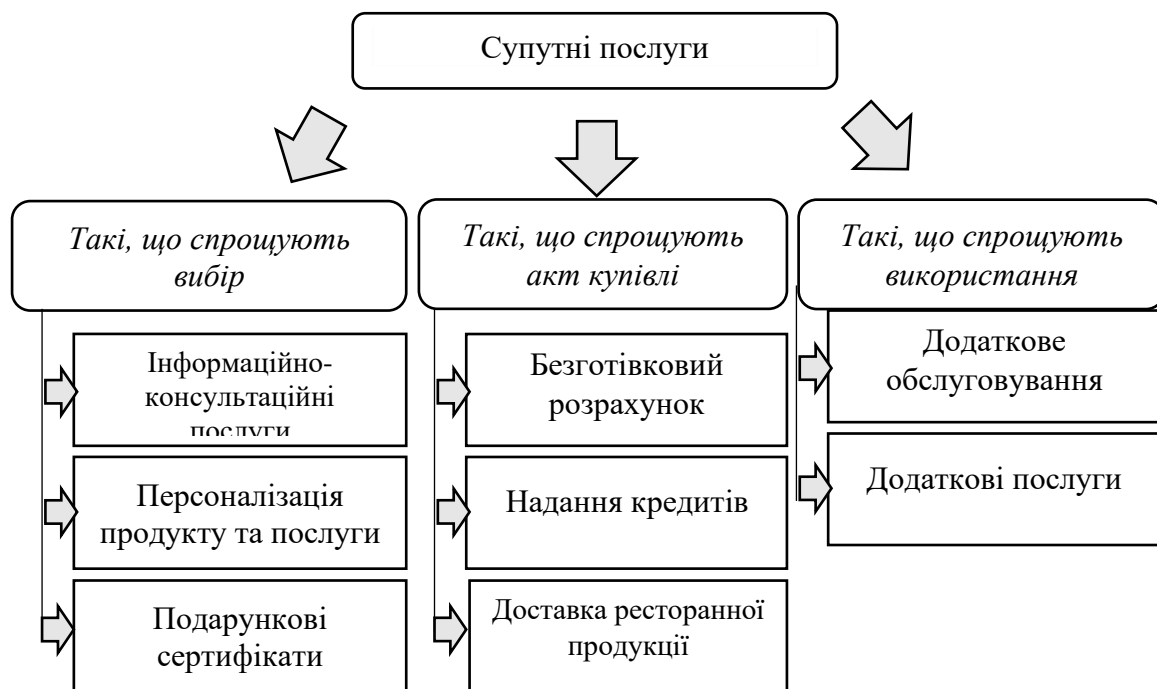 Супутні послуги
Такі, що спрощують
вибір
Інформаційно-
консультаційні
послуги
Персоналізація
продукту та послуги
Подарункові
сертифікати
Такі, що спрощують
акт купівлі
Безготівковий
розрахунок
Надання кредитів
Доставка ресторанної
продукції
Такі, що спрощують
використання
Додаткове
обслуговування
Додаткові послуги